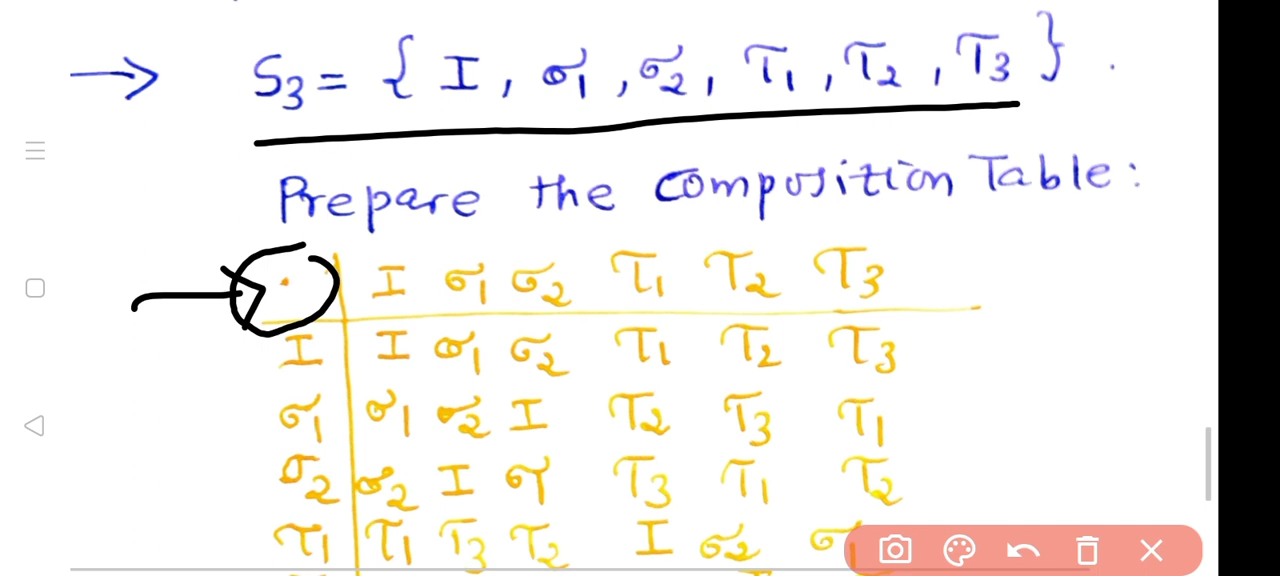 → S₃ = { I, σ₁, σ₂, τ₁, τ₂, τ₃ }.
Prepare the Composition Table:
· I σ₁ σ₂ τ₁ τ₂ τ₃
I I σ₁ σ₂ τ₁ τ₂ τ₃
σ₁ σ₁ σ₂ I τ₂ τ₃ τ₁
σ₂ σ₂ I σ₁ τ₃ τ₁ τ₂
τ₁ τ₁ τ₃ τ₂ I σ₂ σ₁